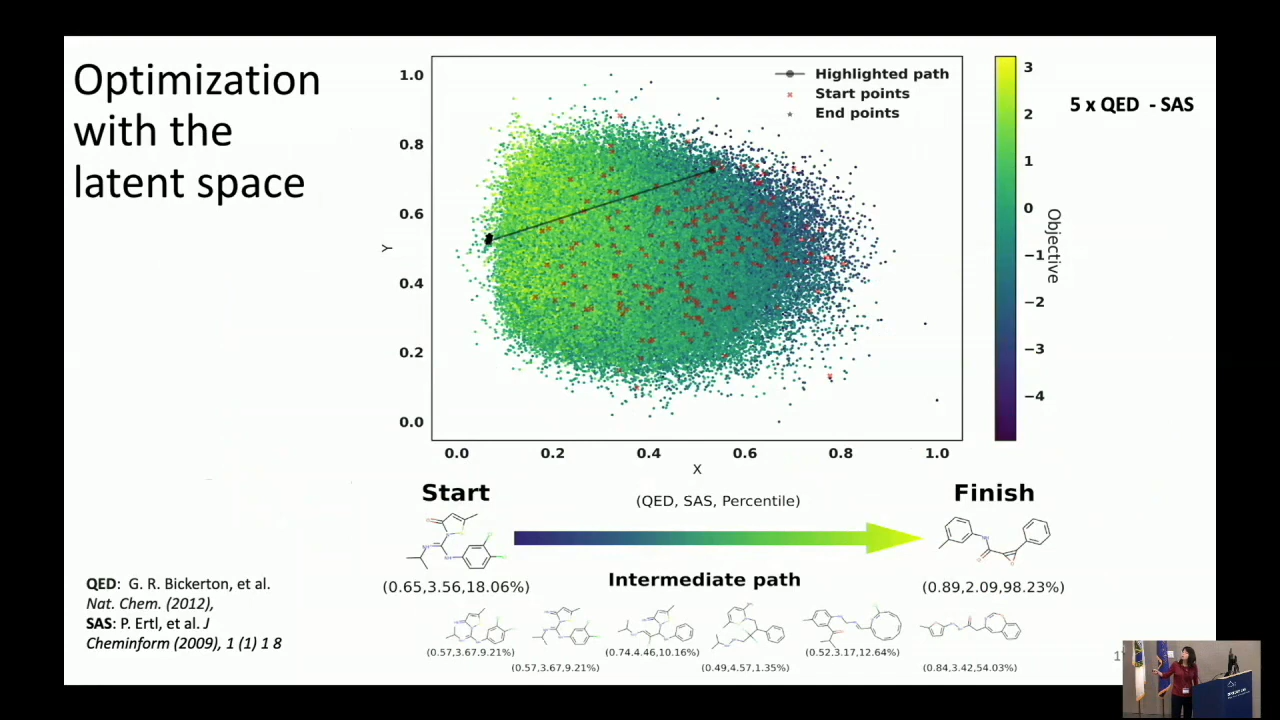 Optimization
with the
latent space
Highlighted path
Start points
End points
5 x QED - SAS
1.0
0.8
0.6
0.4
0.2
0.0
Y
0.0 0.2 0.4 0.6 0.8 1.0
X
3
2
1
0
−1
−2
−3
−4
Objective
Start
(QED, SAS, Percentile)
Finish
(0.65,3.56,18.06%)
(0.89,2.09,98.23%)
Intermediate path
(0.57,3.67,9.21%)
(0.57,3.67,9.21%)
(0.74,4.46,10.16%)
(0.49,4.57,1.35%)
(0.52,3.17,12.64%)
(0.84,3.42,54.03%)
QED: G. R. Bickerton, et al.
Nat. Chem. (2012),
SAS: P. Ertl, et al. J
Cheminform (2009), 1 (1) 1 8